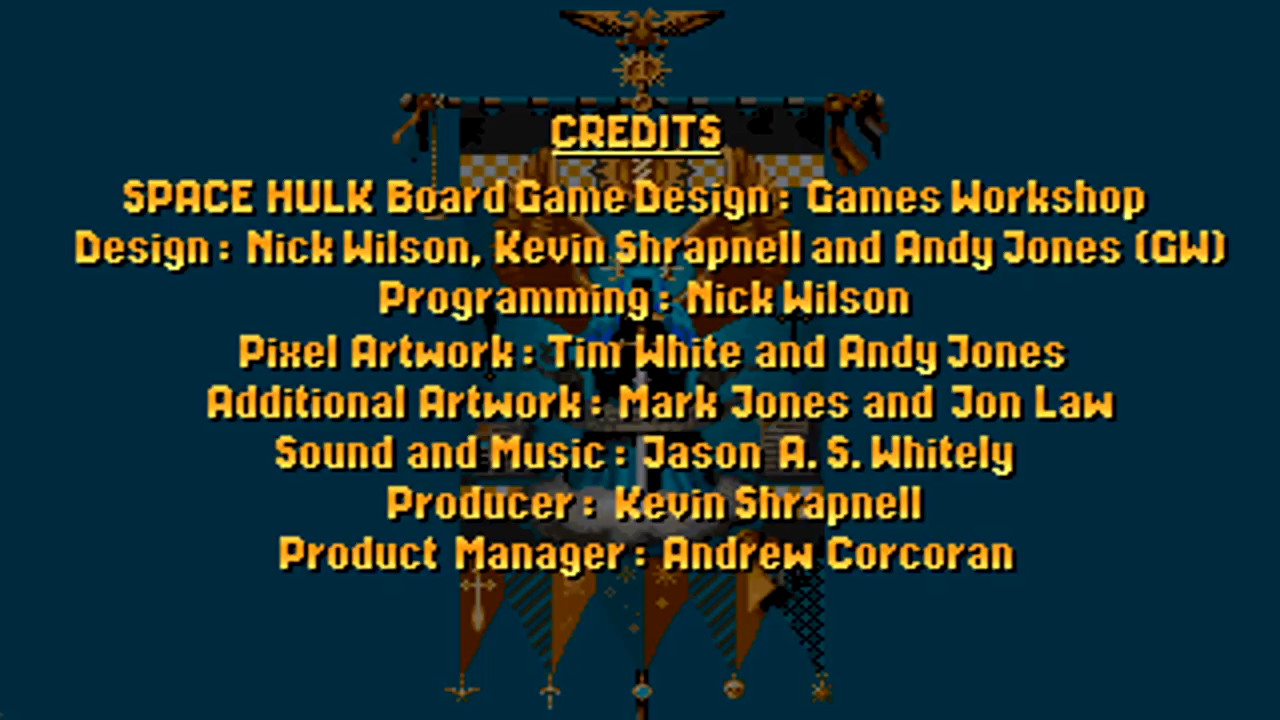 CREDITS
SPACE HULK Board Game Design: Games Workshop
Design: Nick Wilson, Kevin Shrapnell and Andy Jones (GW)
Programming: Nick Wilson
Pixel Artwork: Tim White and Andy Jones
Additional Artwork: Mark Jones and Jon Law
Sound and Music: Jason A. S. Whitely
Producer: Kevin Shrapnell
Product Manager: Andrew Corcoran